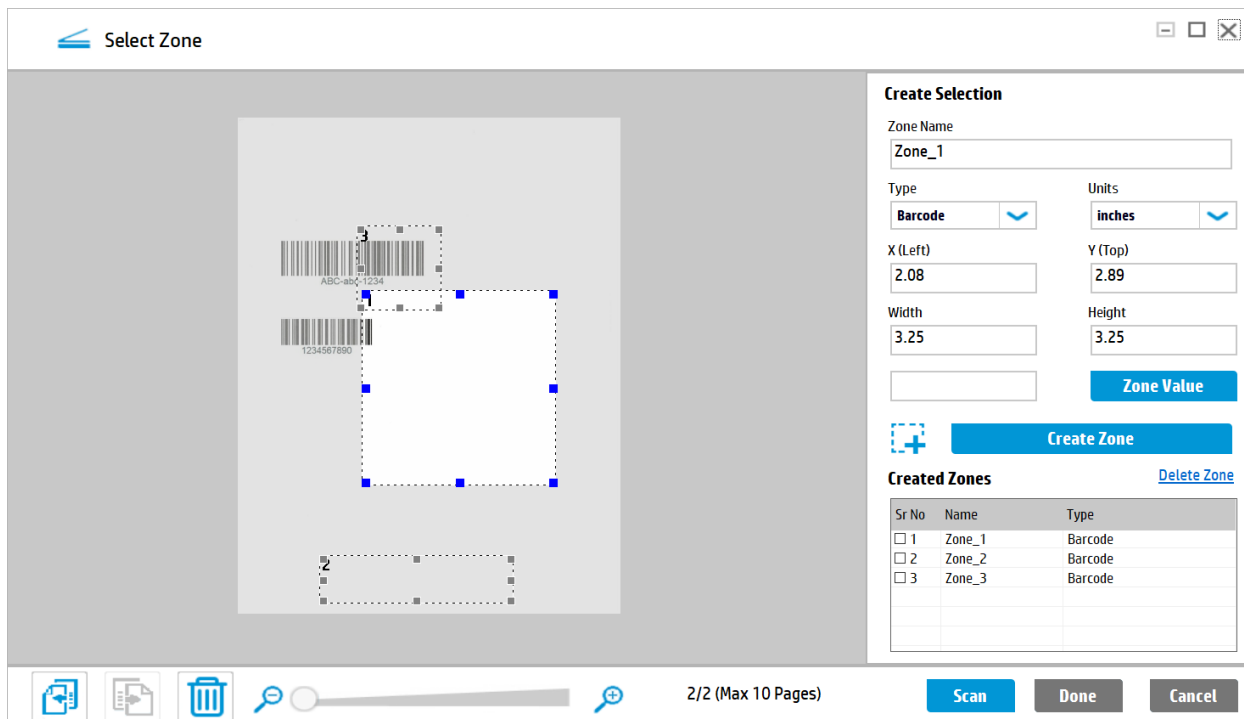 Select Zone
Create Selection
Zone Name
Zone_1
Type
Units
Barcode
inches
X (Left)
Y (Top)
2.08
2.89
Width
Height
3.25
3.25
Zone Value
Create Zone
Created Zones
Delete Zone
Sr No Name Type
1 Zone_1 Barcode
2 Zone_2 Barcode
3 Zone_3 Barcode
3
ABC-abc-1234
1
1234567890
2
2/2 (Max 10 Pages)
Scan
Done
Cancel